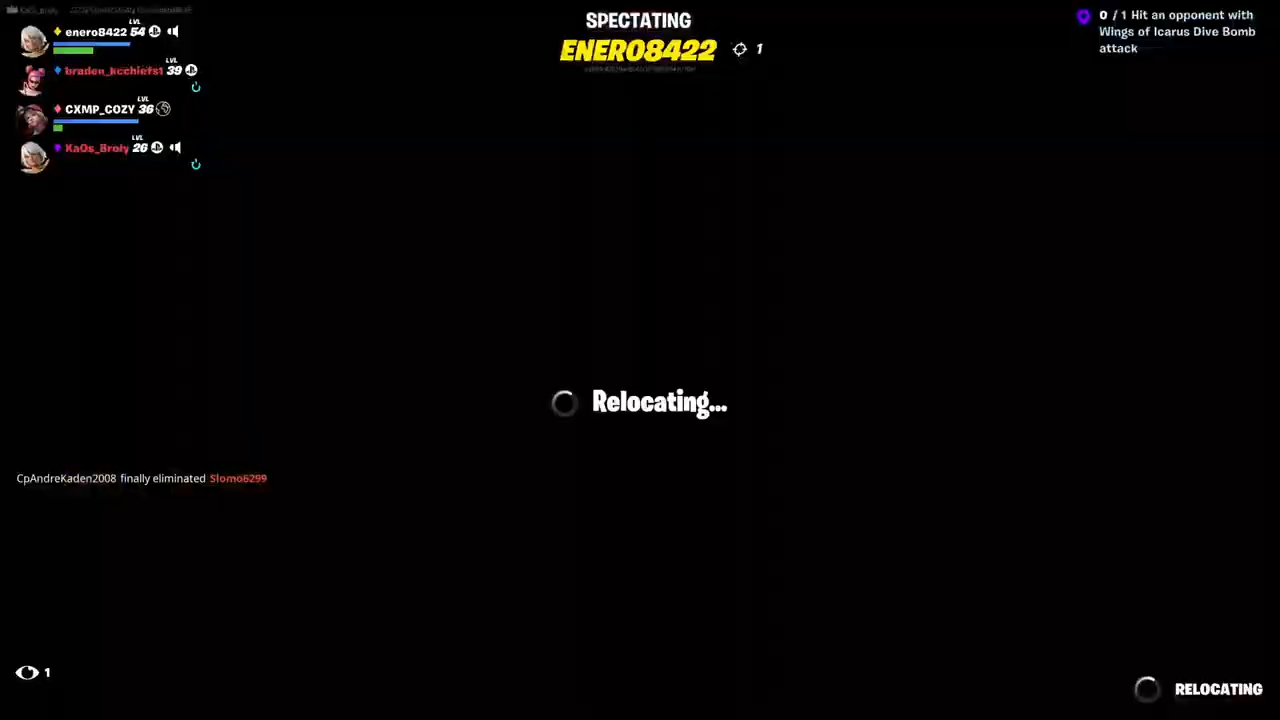 SPECTATING
ENERO8422 1
LVL
enero8422 54
LVL
braden_kcchiefs1 39
LVL
CXMP_COZY 36
LVL
KaOs_Broly 26
0 / 1 Hit an opponent with
Wings of Icarus Dive Bomb
attack
Relocating...
CpAndreKaden2008 finally eliminated Slomo6299
1
RELOCATING